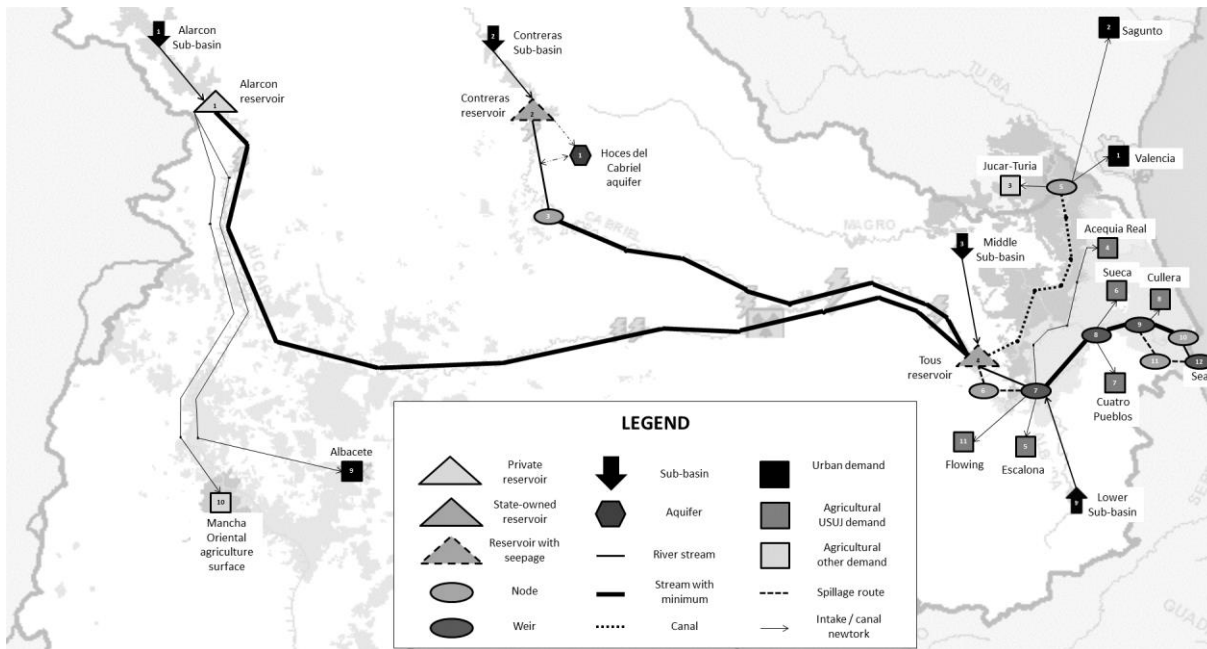 1
Alarcon
Sub-basin
2
Contreras
Sub-basin
2
Sagunto
TURIA
Alarcon
reservoir
1
Contreras
reservoir
2
1
Hoces del
Cabriel
aquifer
Jucar-Turia
3
5
1
Valencia
3
CABRIEL
MAGRO
3
Middle
Sub-basin
Acequia Real
4
Sueca
6
Cullera
8
JUCAR
Tous
reservoir
4
8
9
10
11
12
Sea
6
7
7
Cuatro
Pueblos
11
Flowing
5
Escalona
Albacete
9
10
Mancha
Oriental
agriculture
surface
Lower
Sub-basin
LEGEND
Private
reservoir
Sub-basin
Urban demand
State-owned
reservoir
Aquifer
Agricultural
USUJ demand
Reservoir with
seepage
River stream
Agricultural
other demand
Node
Stream with
minimum
Spillage route
Weir
Canal
Intake / canal
newtork